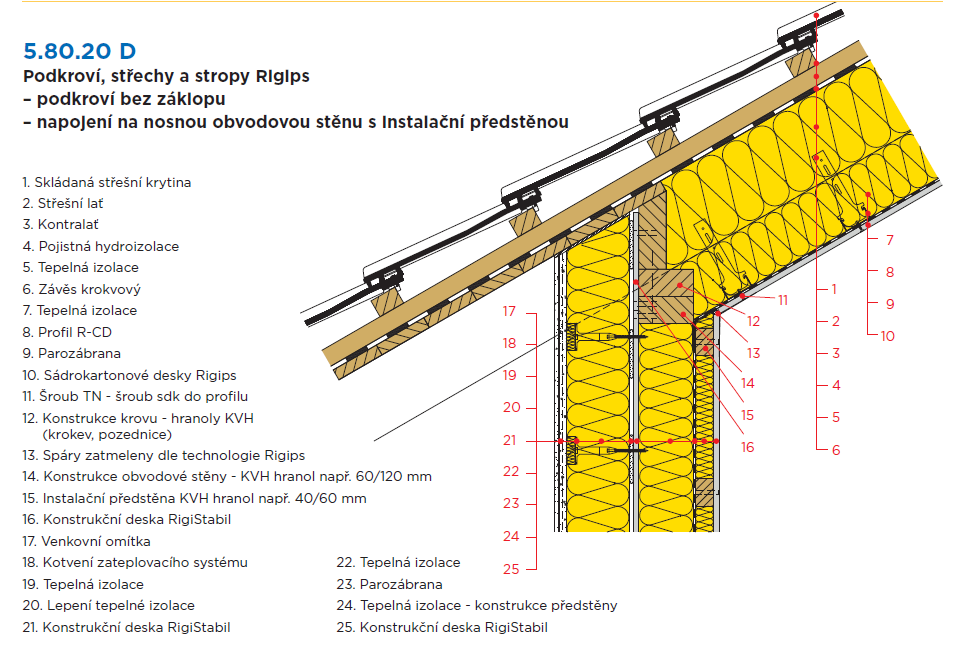 5.80.20 D
Podkroví, střechy a stropy Rigips
– podkroví bez záklopu
– napojení na nosnou obvodovou stěnu s Instalační předstěnou
1. Skládaná střešní krytina
2. Střešní lať
3. Kontralať
4. Pojistná hydroizolace
5. Tepelná izolace
6. Závěs krokvový
7. Tepelná izolace
8. Profil R-CD
9. Parozábrana
10. Sádrokartonové desky Rigips
11. Šroub TN - šroub sdk do profilu
12. Konstrukce krovu - hranoly KVH
(krokev, pozednice)
13. Spáry zatmeleny dle technologie Rigips
14. Konstrukce obvodové stěny - KVH hranol např. 60/120 mm
15. Instalační předstěna KVH hranol např. 40/60 mm
16. Konstrukční deska RigiStabil
17. Venkovní omítka
18. Kotvení zateplovacího systému
19. Tepelná izolace
20. Lepení tepelné izolace
21. Konstrukční deska RigiStabil
22. Tepelná izolace
23. Parozábrana
24. Tepelná izolace - konstrukce předstěny
25. Konstrukční deska RigiStabil
17
18
19
20
21
22
23
24
25
11
12
13
14
15
16
1
2
3
4
5
6
7
8
9
10